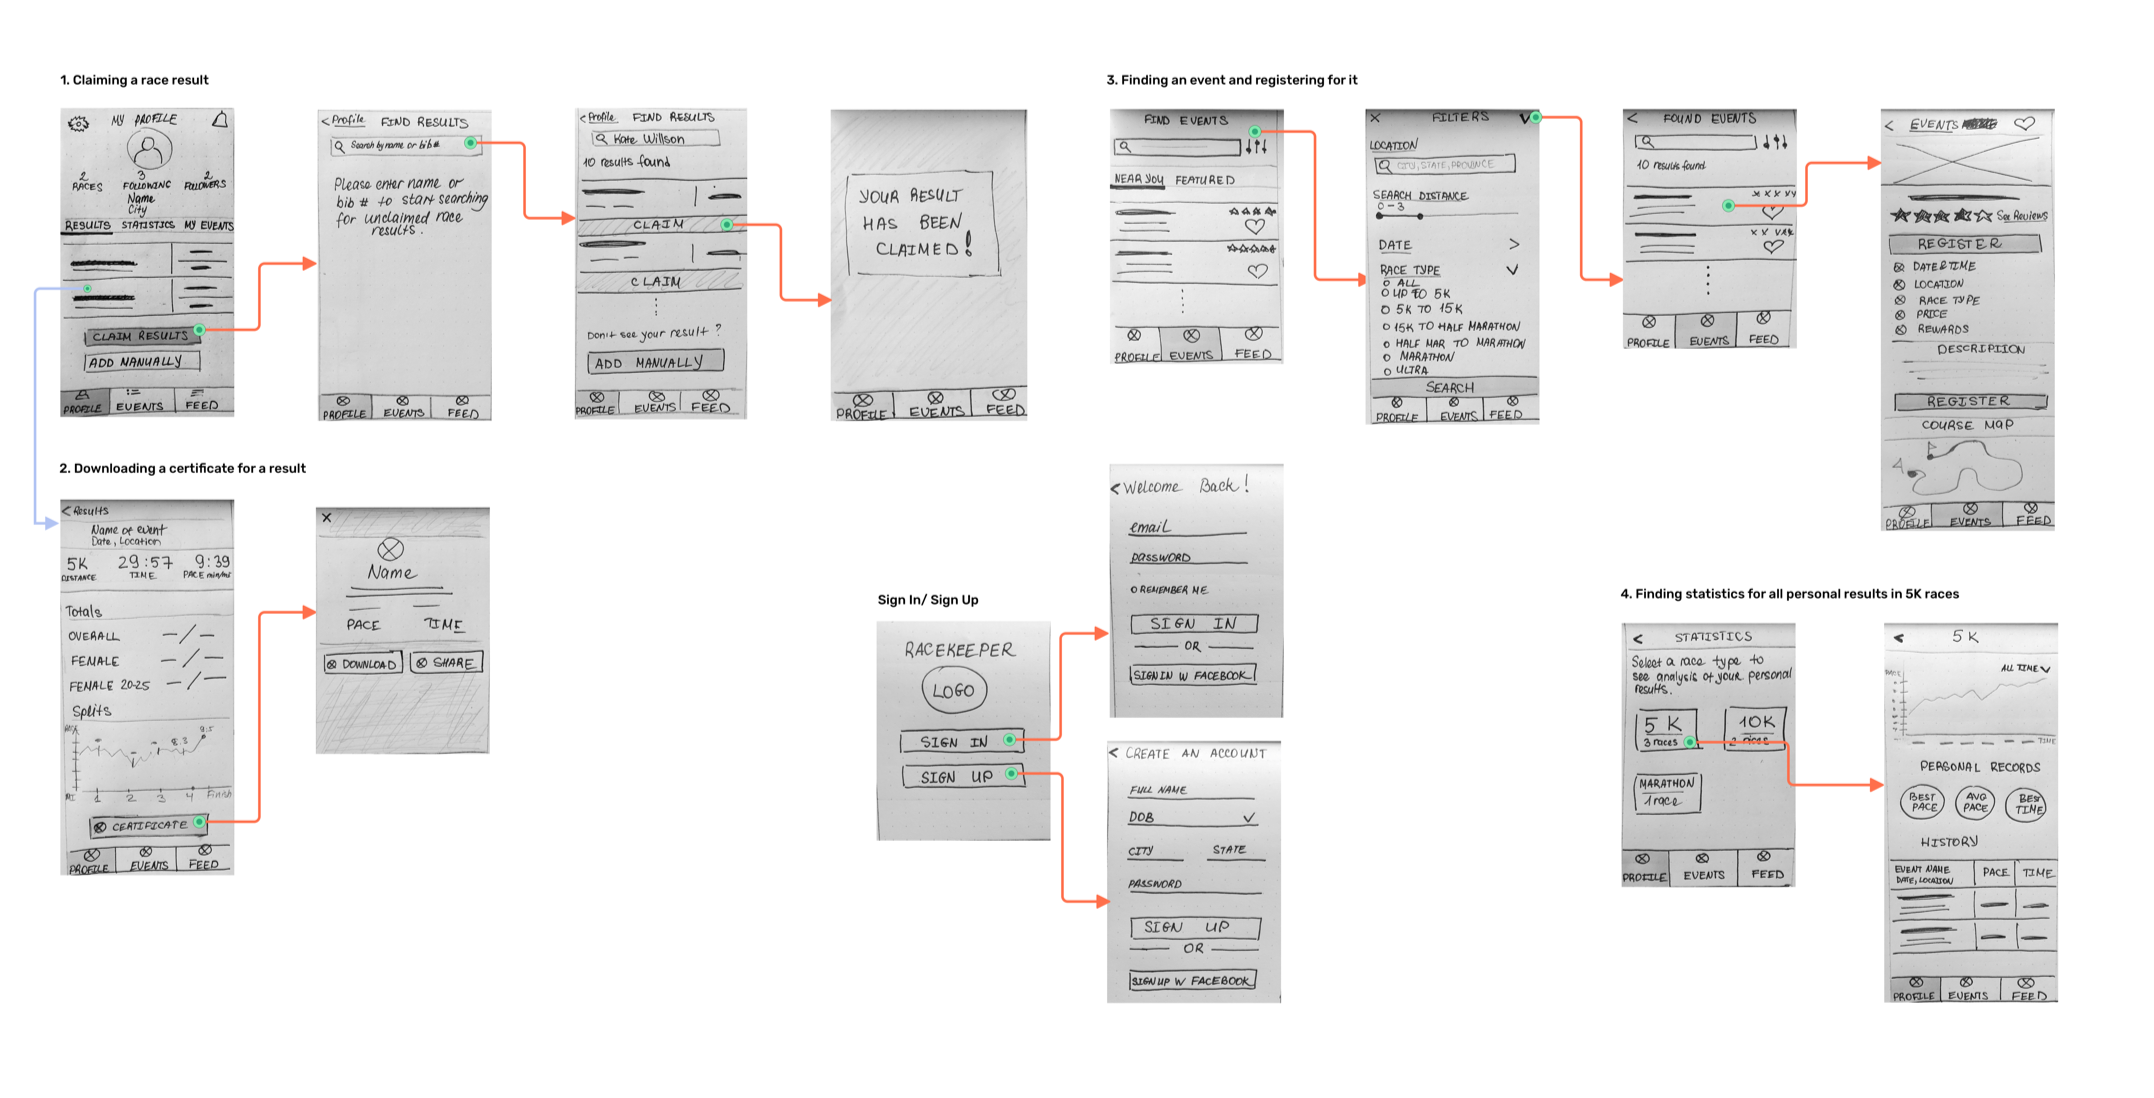 1. Claiming a race result
MY PROFILE
2 RACES
3 FOLLOWING
2 FOLLOWERS
Name
City
RESULTS STATISTICS MY EVENTS
CLAIM RESULTS
ADD MANUALLY
PROFILE EVENTS FEED
< Profile FIND RESULTS
Search by name or bib #
Please enter name or
bib # to start searching
for unclaimed race
results.
PROFILE EVENTS FEED
< Profile FIND RESULTS
Kate Willson
10 results found
CLAIM
CLAIM
Don't see your result?
ADD MANUALLY
PROFILE EVENTS FEED
YOUR RESULT
HAS BEEN
CLAIMED!
PROFILE EVENTS FEED
2. Downloading a certificate for a result
< Results
Name of event
Date, Location
5K 29:57 9:39
DISTANCE TIME PACE min/mi
Totals
OVERALL -/-
FEMALE -/-
FEMALE 20-25 -/-
Splits
8.3
MI 1 2 3 4 Finish
CERTIFICATE
PROFILE EVENTS FEED
X
Name
PACE TIME
DOWNLOAD SHARE
3. Finding an event and registering for it
FIND EVENTS
NEAR YOU FEATURED
PROFILE EVENTS FEED
X FILTERS
LOCATION
CITY, STATE, PROVINCE
SEARCH DISTANCE
0-3
DATE >
RACE TYPE
ALL
UP TO 5K
5K TO 15K
15K TO HALF MARATHON
HALF MAR TO MARATHON
MARATHON
ULTRA
SEARCH
PROFILE EVENTS FEED
< FOUND EVENTS
10 results found
PROFILE EVENTS FEED
< EVENTS
See Reviews
REGISTER
DATE & TIME
LOCATION
RACE TYPE
PRICE
REWARDS
DESCRIPTION
REGISTER
COURSE MAP
PROFILE EVENTS FEED
Sign In/ Sign Up
RACEKEEPER
LOGO
SIGN IN
SIGN UP
< Welcome Back!
email
PASSWORD
REMEMBER ME
SIGN IN
OR
SIGN IN W FACEBOOK
< CREATE AN ACCOUNT
FULL NAME
DOB
CITY STATE
PASSWORD
SIGN UP
OR
SIGN UP W FACEBOOK
4. Finding statistics for all personal results in 5K races
< STATISTICS
Select a race type to
see analysis of your personal
results.
5K
3 races
10K
2 races
MARATHON
1 race
PROFILE EVENTS FEED
< 5K
ALL TIME
TIME
PERSONAL RECORDS
BEST PACE
AVG PACE
BEST TIME
HISTORY
EVENT NAME PACE TIME
DATE, LOCATION
PROFILE EVENTS FEED